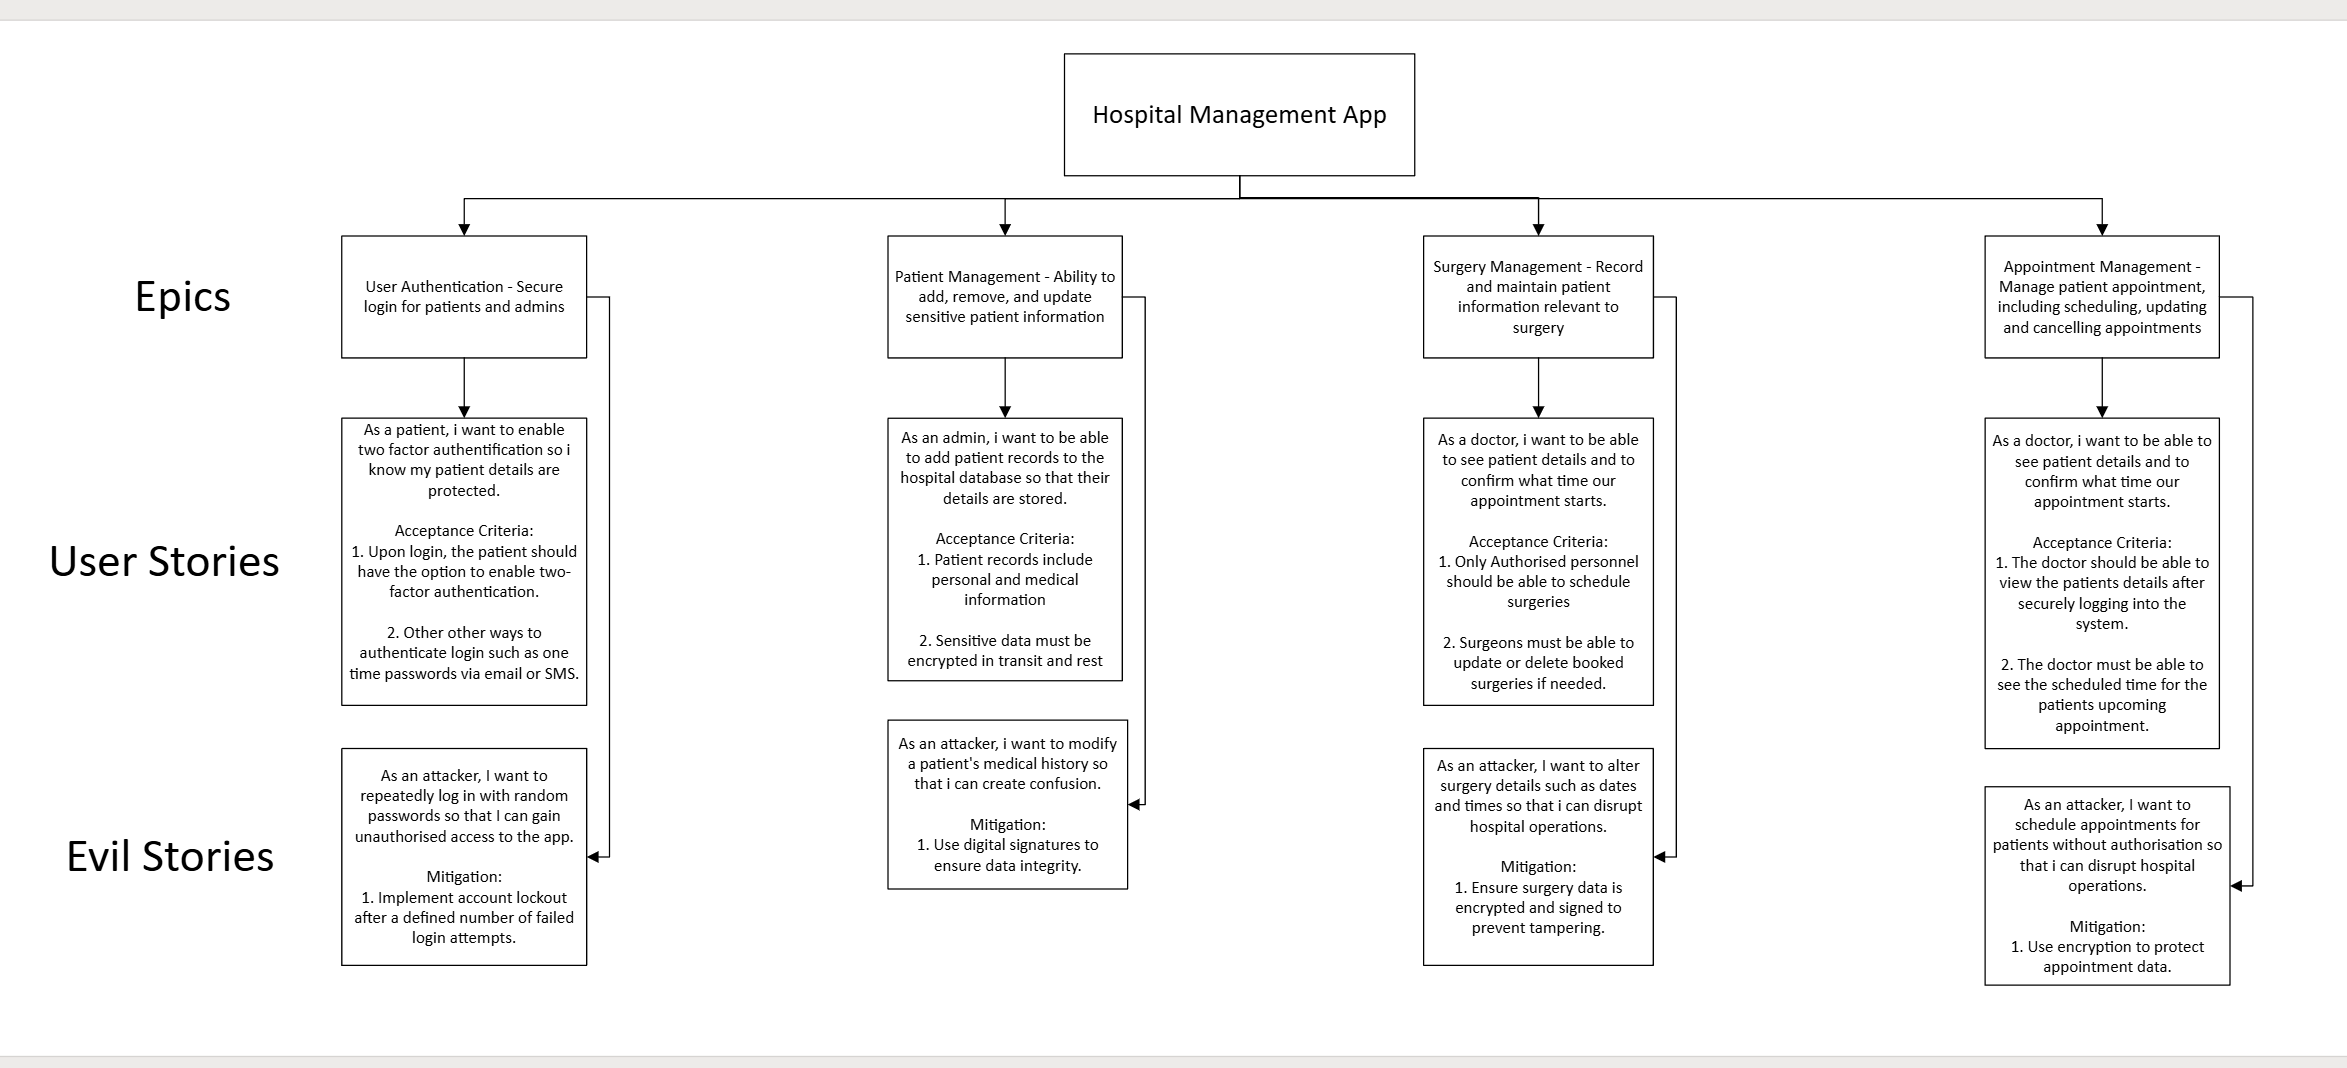 Hospital Management App
Epics
User Authentication - Secure
login for patients and admins
Patient Management - Ability to
add, remove, and update
sensitive patient information
Surgery Management - Record
and maintain patient
information relevant to
surgery
Appointment Management -
Manage patient appointment,
including scheduling, updating
and cancelling appointments
User Stories
As a patient, i want to enable
two factor authentification so i
know my patient details are
protected.
Acceptance Criteria:
1. Upon login, the patient should
have the option to enable two-
factor authentication.
2. Other other ways to
authenticate login such as one
time passwords via email or SMS.
As an admin, i want to be able
to add patient records to the
hospital database so that their
details are stored.
Acceptance Criteria:
1. Patient records include
personal and medical
information
2. Sensitive data must be
encrypted in transit and rest
As a doctor, i want to be able
to see patient details and to
confirm what time our
appointment starts.
Acceptance Criteria:
1. Only Authorised personnel
should be able to schedule
surgeries
2. Surgeons must be able to
update or delete booked
surgeries if needed.
As a doctor, i want to be able to
see patient details and to
confirm what time our
appointment starts.
Acceptance Criteria:
1. The doctor should be able to
view the patients details after
securely logging into the
system.
2. The doctor must be able to
see the scheduled time for the
patients upcoming
appointment.
Evil Stories
As an attacker, I want to
repeatedly log in with random
passwords so that I can gain
unauthorised access to the app.
Mitigation:
1. Implement account lockout
after a defined number of failed
login attempts.
As an attacker, i want to modify
a patient's medical history so
that i can create confusion.
Mitigation:
1. Use digital signatures to
ensure data integrity.
As an attacker, I want to alter
surgery details such as dates
and times so that i can disrupt
hospital operations.
Mitigation:
1. Ensure surgery data is
encrypted and signed to
prevent tampering.
As an attacker, I want to
schedule appointments for
patients without authorisation so
that i can disrupt hospital
operations.
Mitigation:
1. Use encryption to protect
appointment data.